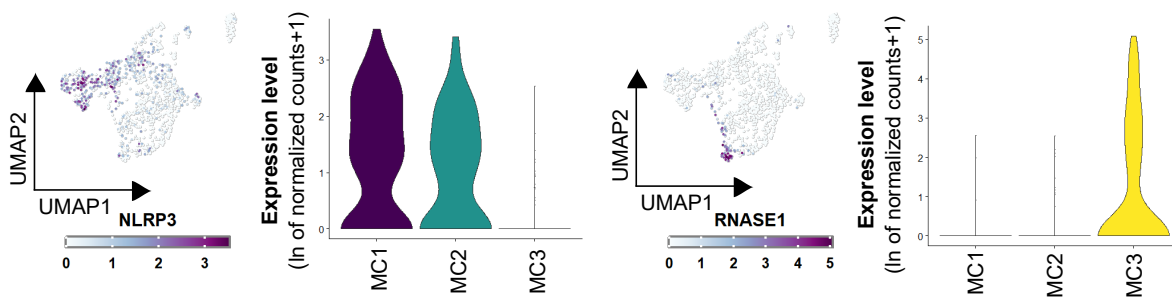 UMAP2
UMAP1
NLRP3
0 1 2 3
Expression level
(ln of normalized counts+1)
3
2
1
0
MC1 MC2 MC3
UMAP2
UMAP1
RNASE1
0 1 2 3 4 5
Expression level
(ln of normalized counts+1)
5
4
3
2
1
0
MC1 MC2 MC3